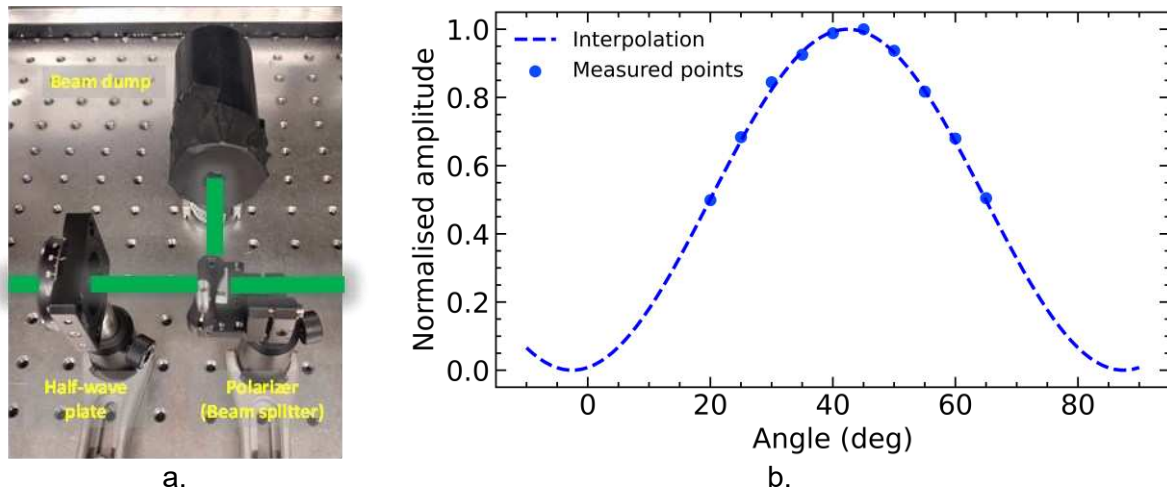 Beam dump
Half-wave
plate
Polarizer
(Beam splitter)
a.
Normalised amplitude
1.0
0.8
0.6
0.4
0.2
0.0
Interpolation
Measured points
0
20
40
60
80
Angle (deg)
b.